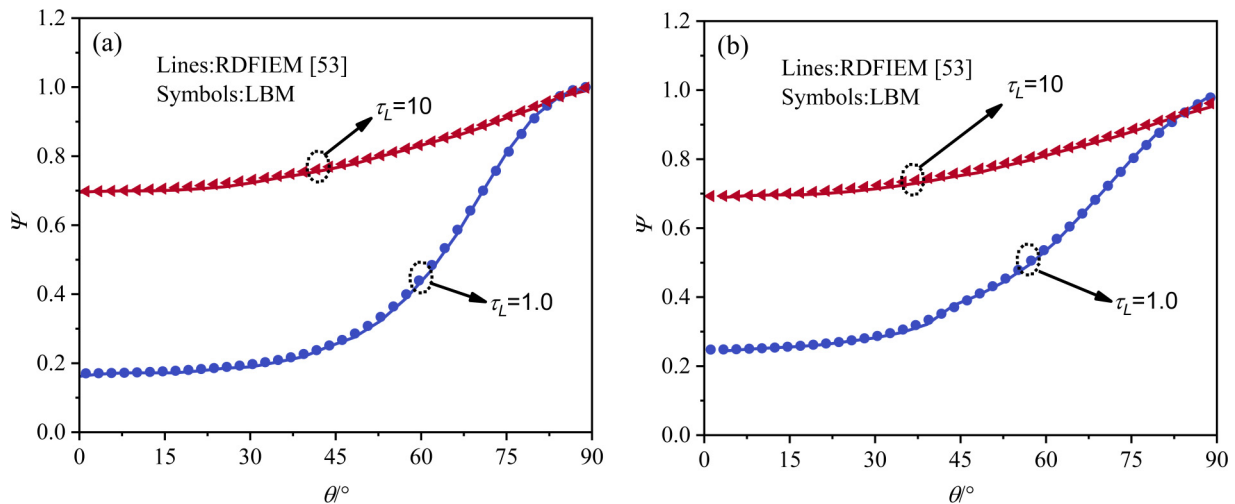 (a)
Lines:RDFIEM [53]
Symbols:LBM
τL=10
τL=1.0
Ψ
1.2
1.0
0.8
0.6
0.4
0.2
0.0
0 15 30 45 60 75 90
θ/°
(b)
Lines:RDFIEM [53]
Symbols:LBM
τL=10
τL=1.0
Ψ
1.2
1.0
0.8
0.6
0.4
0.2
0.0
0 15 30 45 60 75 90
θ/°